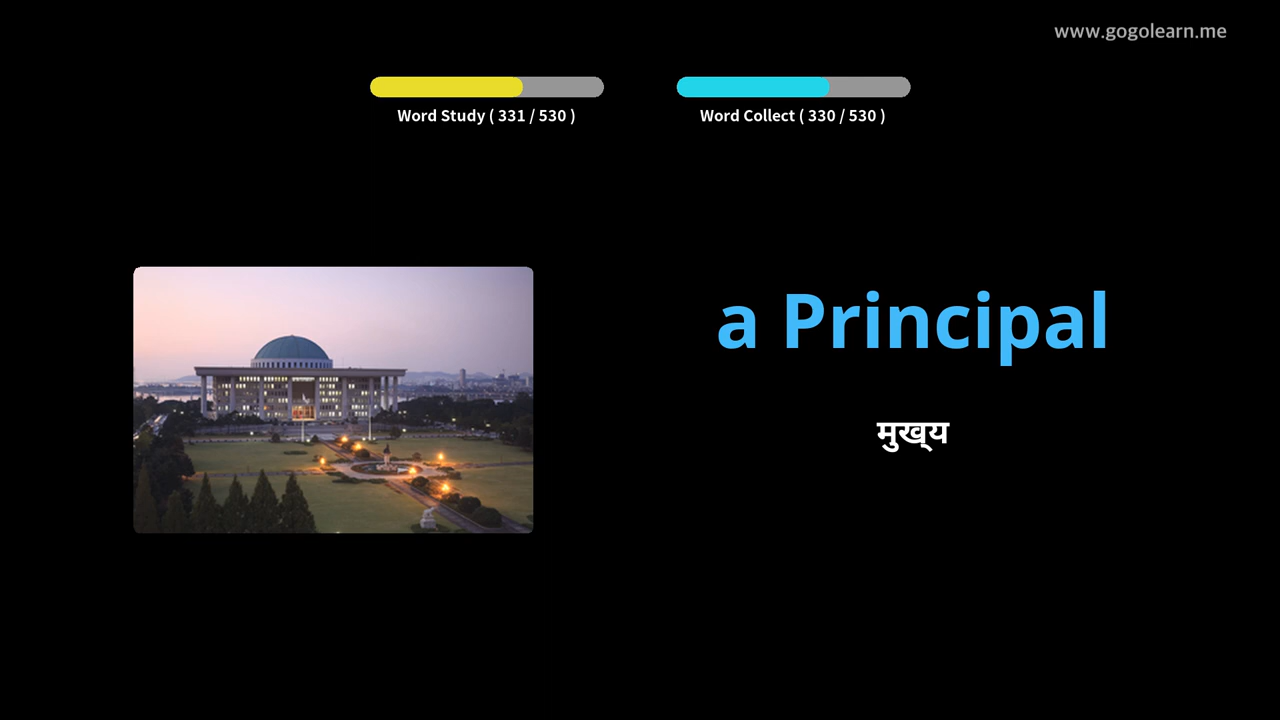 www.gogolearn.me
Word Study ( 331 / 530 )
Word Collect ( 330 / 530 )
a Principal
मुख्य